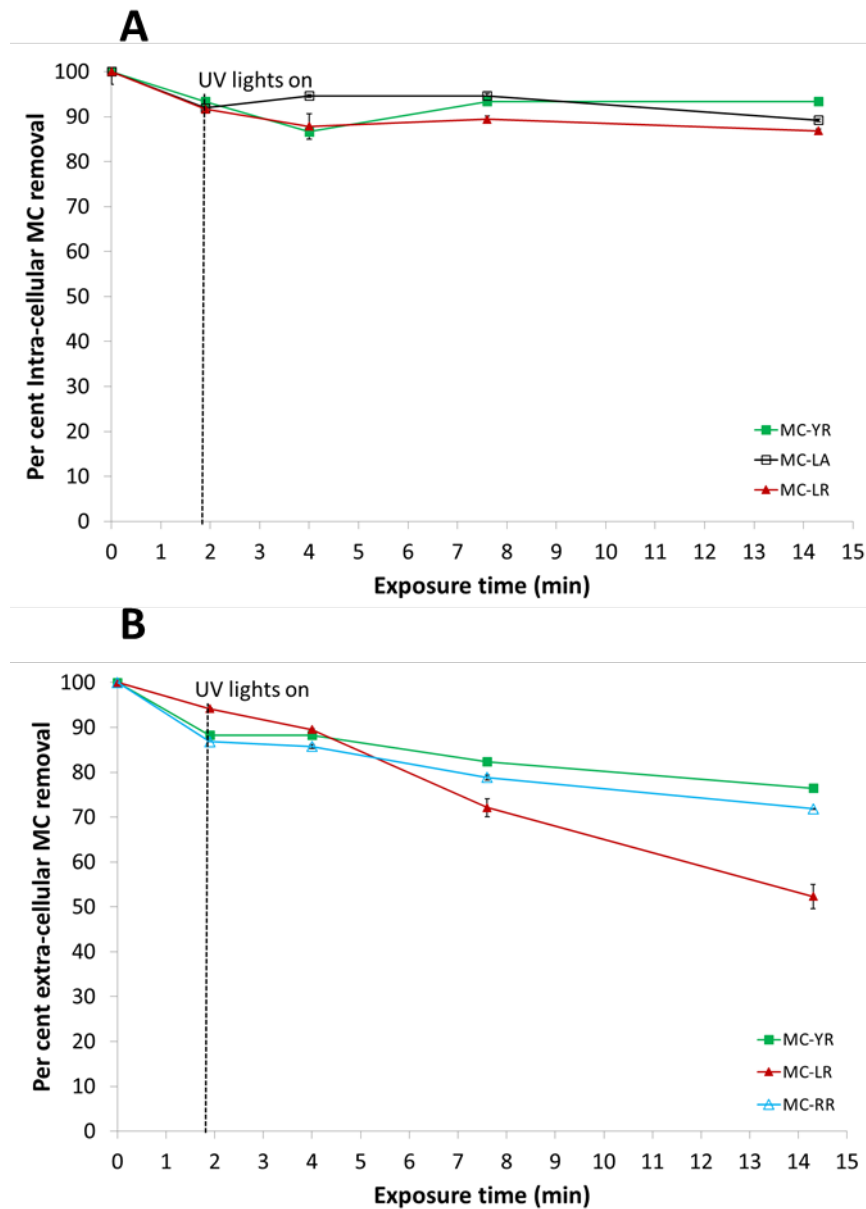 A
UV lights on
100
90
80
70
60
50
40
30
20
10
0
Per cent Intra-cellular MC removal
MC-YR
MC-LA
MC-LR
0 1 2 3 4 5 6 7 8 9 10 11 12 13 14 15
Exposure time (min)
B
UV lights on
100
90
80
70
60
50
40
30
20
10
0
Per cent extra-cellular MC removal
MC-YR
MC-LR
MC-RR
0 1 2 3 4 5 6 7 8 9 10 11 12 13 14 15
Exposure time (min)